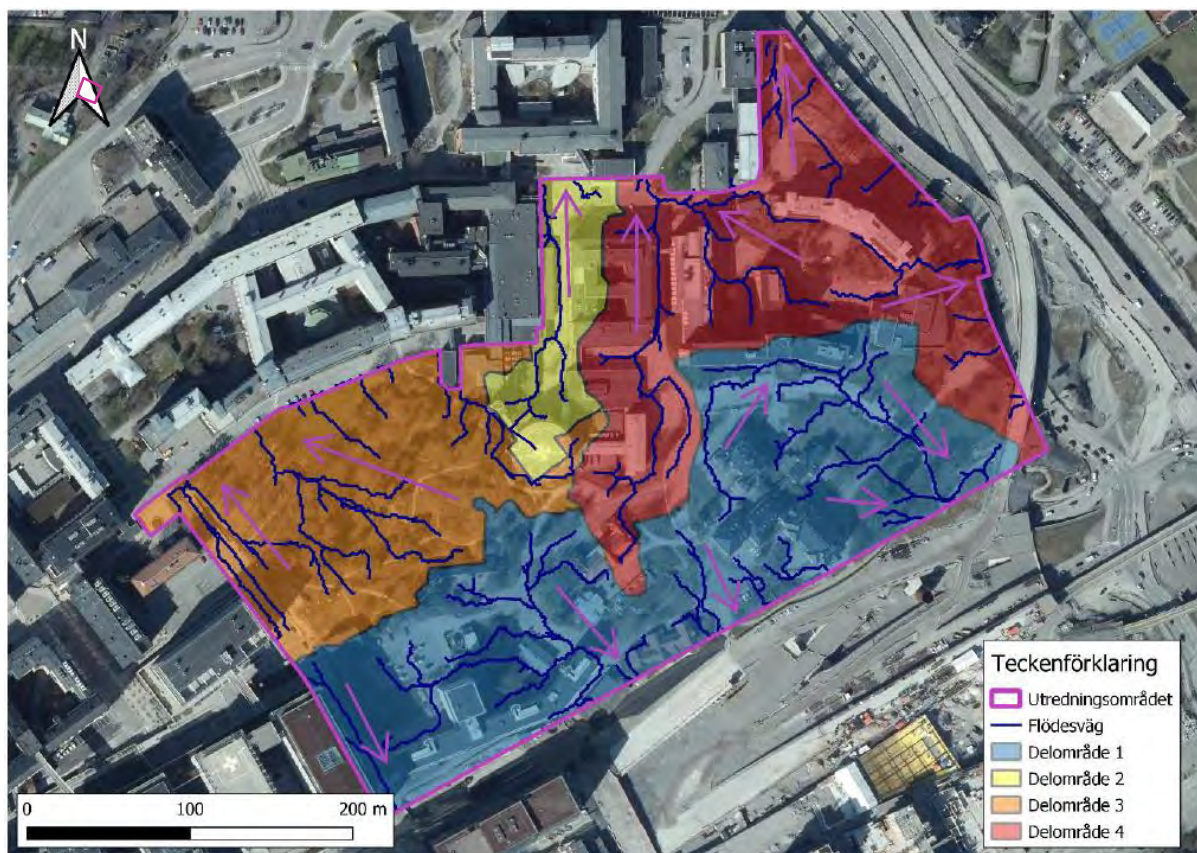 N
Teckenförklaring
Utredningsområdet
Flödesväg
Delområde 1
Delområde 2
Delområde 3
Delområde 4
0 100 200 m